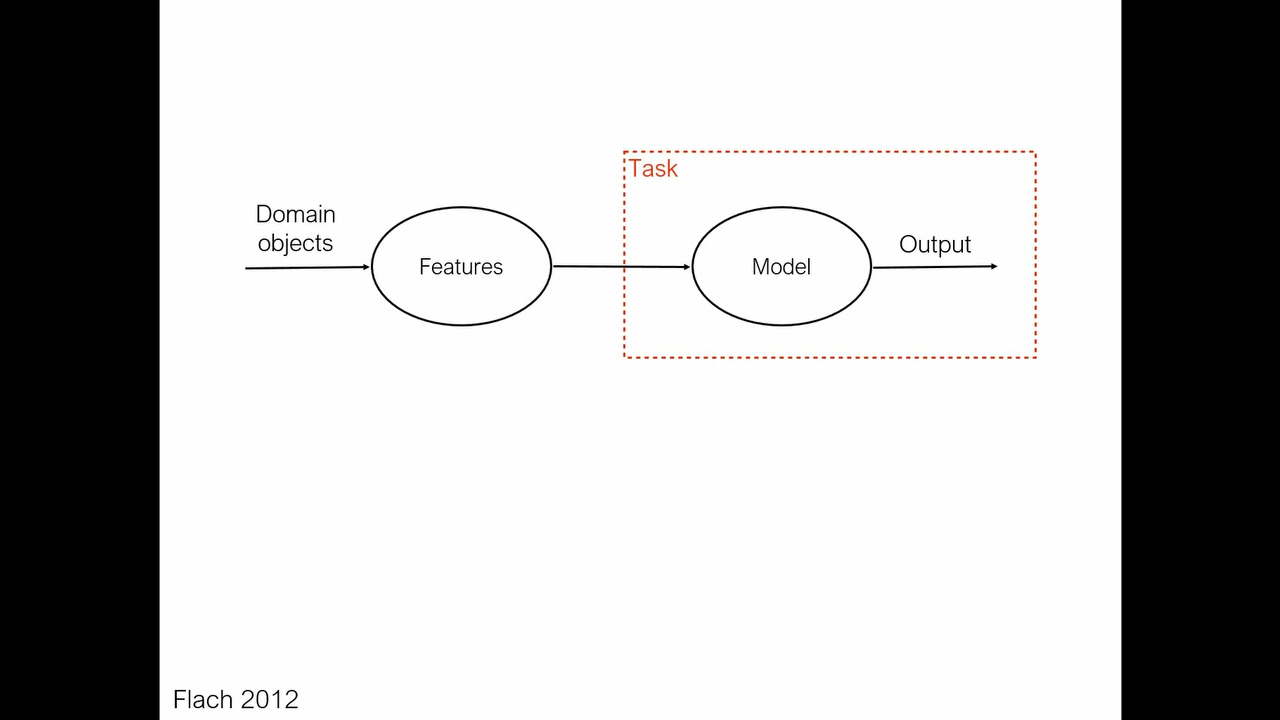 Task
Domain
objects
Features
Model
Output
Flach 2012